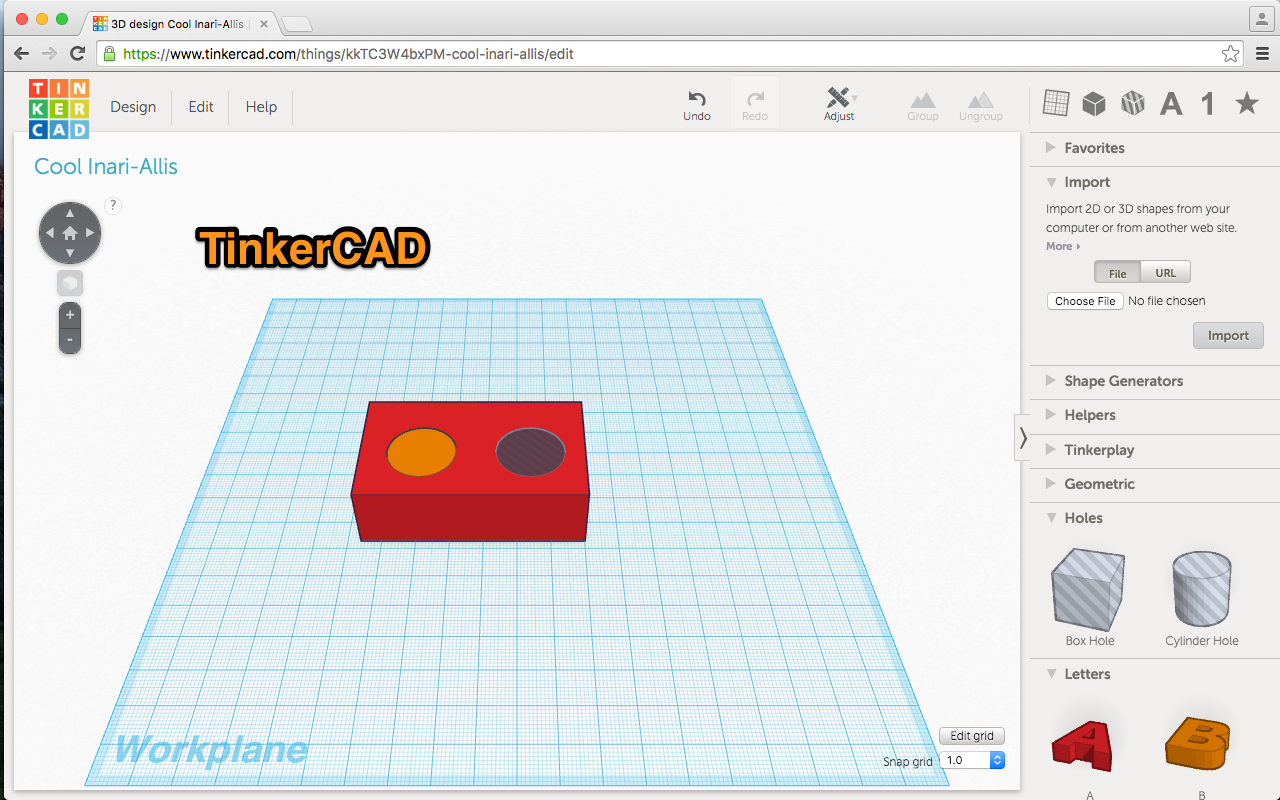 3D design Cool Inari-Allis
https://www.tinkercad.com/things/kkTC3W4bxPM-cool-inari-allis/edit
TIN
KER
CAD
Design Edit Help
Undo Redo Adjust Group Ungroup
A 1
Cool Inari-Allis
?
TinkerCAD
+
-
Workplane
Edit grid
Snap grid 1.0
Favorites
Import
Import 2D or 3D shapes from your
computer or from another web site.
More
File URL
Choose File No file chosen
Import
Shape Generators
Helpers
Tinkerplay
Geometric
Holes
Box Hole Cylinder Hole
Letters
A B
A B